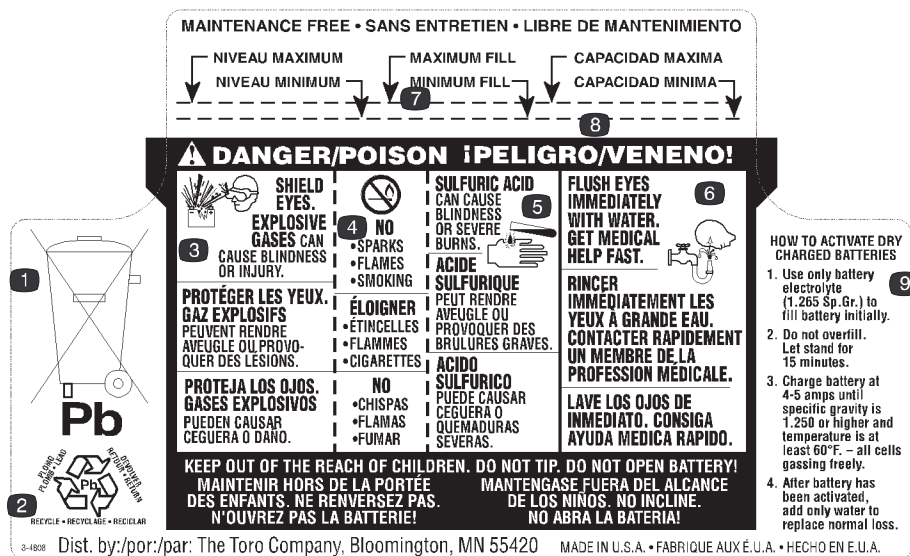 MAINTENANCE FREE • SANS ENTRETIEN • LIBRE DE MANTENIMIENTO
NIVEAU MAXIMUM
MAXIMUM FILL
CAPACIDAD MAXIMA
NIVEAU MINIMUM
MINIMUM FILL
CAPACIDAD MINIMA
7
8
DANGER/POISON ¡PELIGRO/VENENO!
SHIELD
EYES.
EXPLOSIVE
GASES CAN
CAUSE BLINDNESS
OR INJURY.
3
PROTÉGER LES YEUX.
GAZ EXPLOSIFS
PEUVENT RENDRE
AVEUGLE OU PROVO-
QUER DES LÉSIONS.
PROTEJA LOS OJOS.
GASES EXPLOSIVOS
PUEDEN CAUSAR
CEGUERA O DAÑO.
4
NO
•SPARKS
•FLAMES
•SMOKING
ÉLOIGNER
•ÉTINCELLES
•FLAMMES
•CIGARETTES
NO
•CHISPAS
•FLAMAS
•FUMAR
SULFURIC ACID
CAN CAUSE
BLINDNESS
OR SEVERE
BURNS.
5
ACIDE
SULFURIQUE
PEUT RENDRE
AVEUGLE OU
PROVOQUER DES
BRÛLURES GRAVES.
ACIDO
SULFURICO
PUEDE CAUSAR
CEGUERA O
QUEMADURAS
SEVERAS.
FLUSH EYES
IMMEDIATELY
WITH WATER.
GET MEDICAL
HELP FAST.
6
RINCER
IMMÉDIATEMENT LES
YEUX À GRANDE EAU.
CONTACTER RAPIDEMENT
UN MEMBRE DE LA
PROFESSION MÉDICALE.
LAVE LOS OJOS DE
INMEDIATO. CONSIGA
AYUDA MEDICA RAPIDO.
KEEP OUT OF THE REACH OF CHILDREN. DO NOT TIP. DO NOT OPEN BATTERY!
MAINTENIR HORS DE LA PORTÉE
DES ENFANTS. NE RENVERSEZ PAS.
N'OUVREZ PAS LA BATTERIE!
MANTENGASE FUERA DEL ALCANCE
DE LOS NIÑOS. NO INCLINE.
NO ABRA LA BATERIA!
1
Pb
2
PLOMO
PLOMB • LEAD
DEVOLVER
RETOUR • RETURN
Pb
RECYCLE • RECYCLAGE • RECICLAR
HOW TO ACTIVATE DRY
CHARGED BATTERIES
9
1. Use only battery
electrolyte
(1.265 Sp.Gr.) to
fill battery initially.
2. Do not overfill.
Let stand for
15 minutes.
3. Charge battery at
4-5 amps until
specific gravity is
1.250 or higher and
temperature is at
least 60°F. – all cells
gassing freely.
4. After battery has
been activated,
add only water to
replace normal loss.
3-4608 Dist. by:/por:/par: The Toro Company, Bloomington, MN 55420 MADE IN U.S.A. • FABRIQUE AUX É.U.A. • HECHO EN E.U.A.